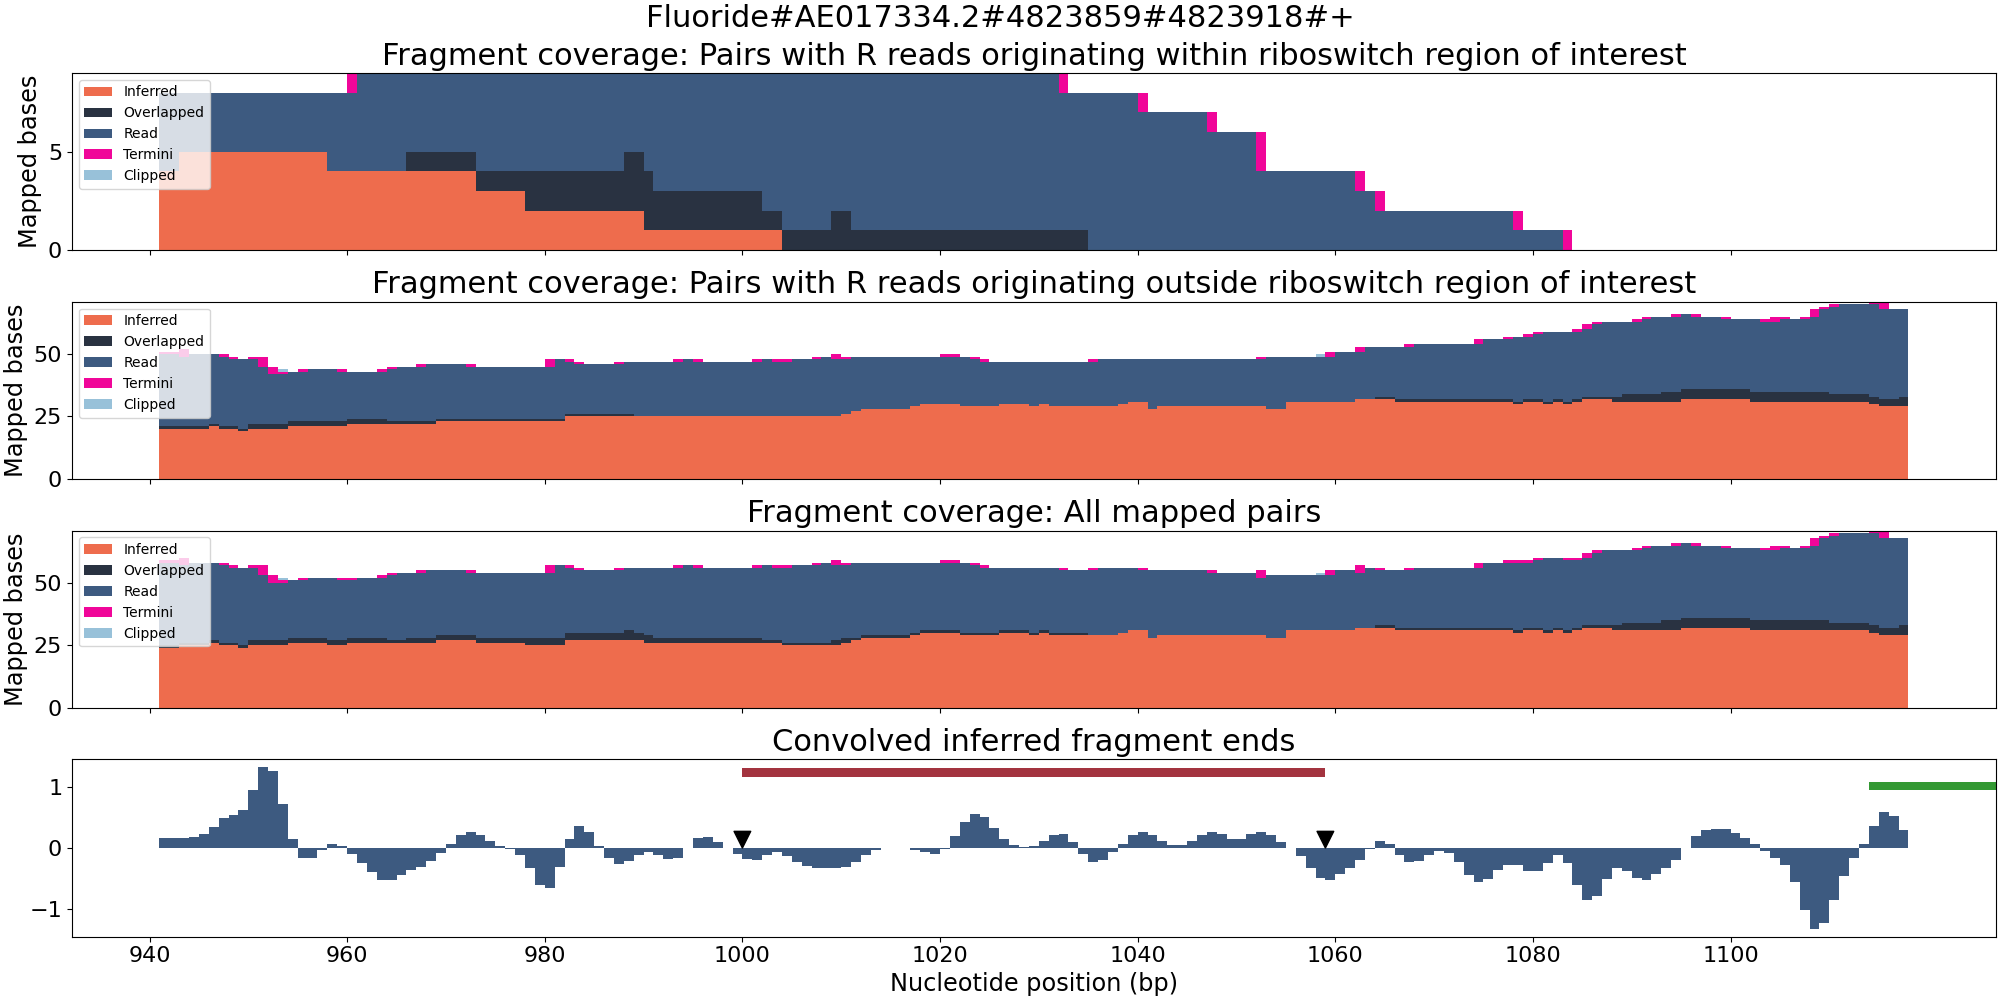 Fluoride#AE017334.2#4823859#4823918#+
Fragment coverage: Pairs with R reads originating within riboswitch region of interest
Mapped bases
5
0
Inferred
Overlapped
Read
Termini
Clipped
Fragment coverage: Pairs with R reads originating outside riboswitch region of interest
Mapped bases
50
25
0
Inferred
Overlapped
Read
Termini
Clipped
Fragment coverage: All mapped pairs
Mapped bases
50
25
0
Inferred
Overlapped
Read
Termini
Clipped
Convolved inferred fragment ends
1
0
−1
940 960 980 1000 1020 1040 1060 1080 1100
Nucleotide position (bp)